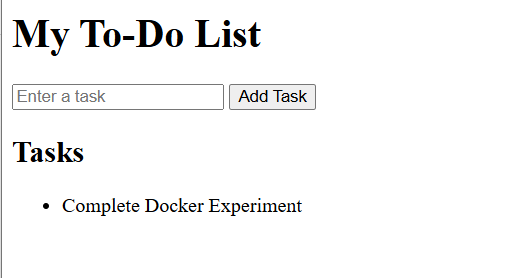 My To-Do List
Enter a task Add Task
Tasks
Complete Docker Experiment